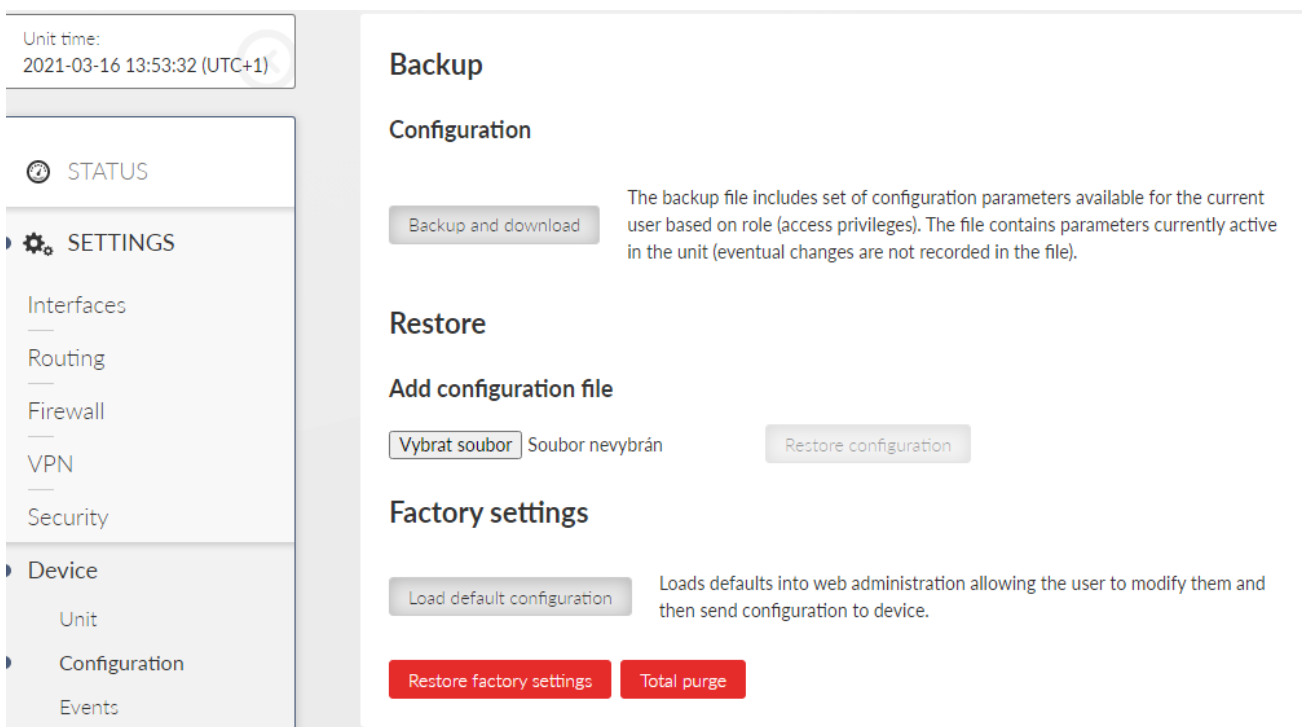 Unit time:
2021-03-16 13:53:32 (UTC+1)
STATUS
SETTINGS
Interfaces
Routing
Firewall
VPN
Security
Device
Unit
Configuration
Events
Backup
Configuration
Backup and download
The backup file includes set of configuration parameters available for the current
user based on role (access privileges). The file contains parameters currently active
in the unit (eventual changes are not recorded in the file).
Restore
Add configuration file
Vybrat soubor Soubor nevybrán
Restore configuration
Factory settings
Load default configuration
Loads defaults into web administration allowing the user to modify them and
then send configuration to device.
Restore factory settings
Total purge